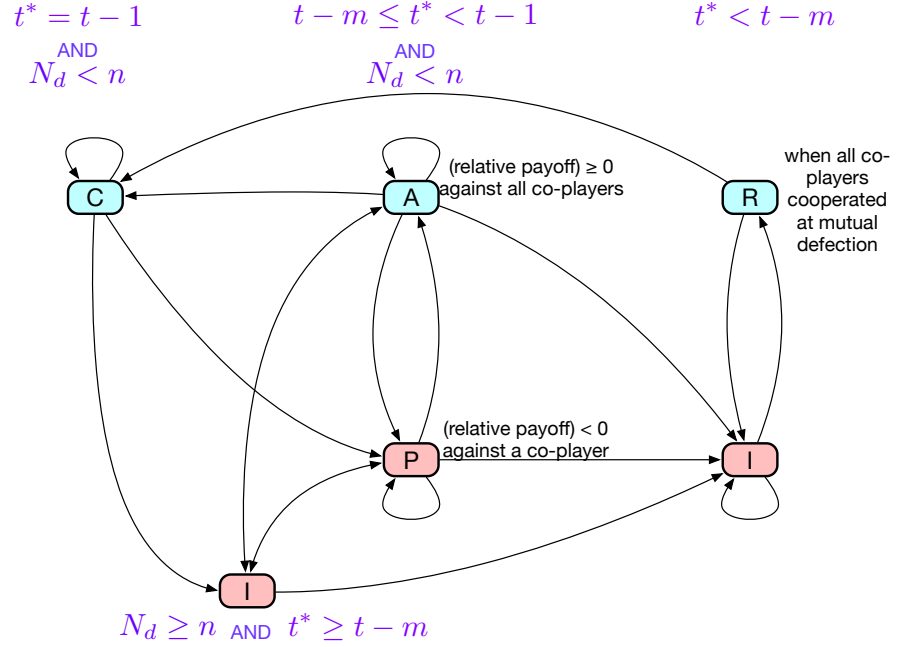 t* = t − 1
AND
N_d < n
t − m ≤ t* < t − 1
AND
N_d < n
t* < t − m
C
A
(relative payoff) ≥ 0
against all co-players
R
when all co-
players
cooperated
at mutual
defection
P
(relative payoff) < 0
against a co-player
I
I
N_d ≥ n AND t* ≥ t − m